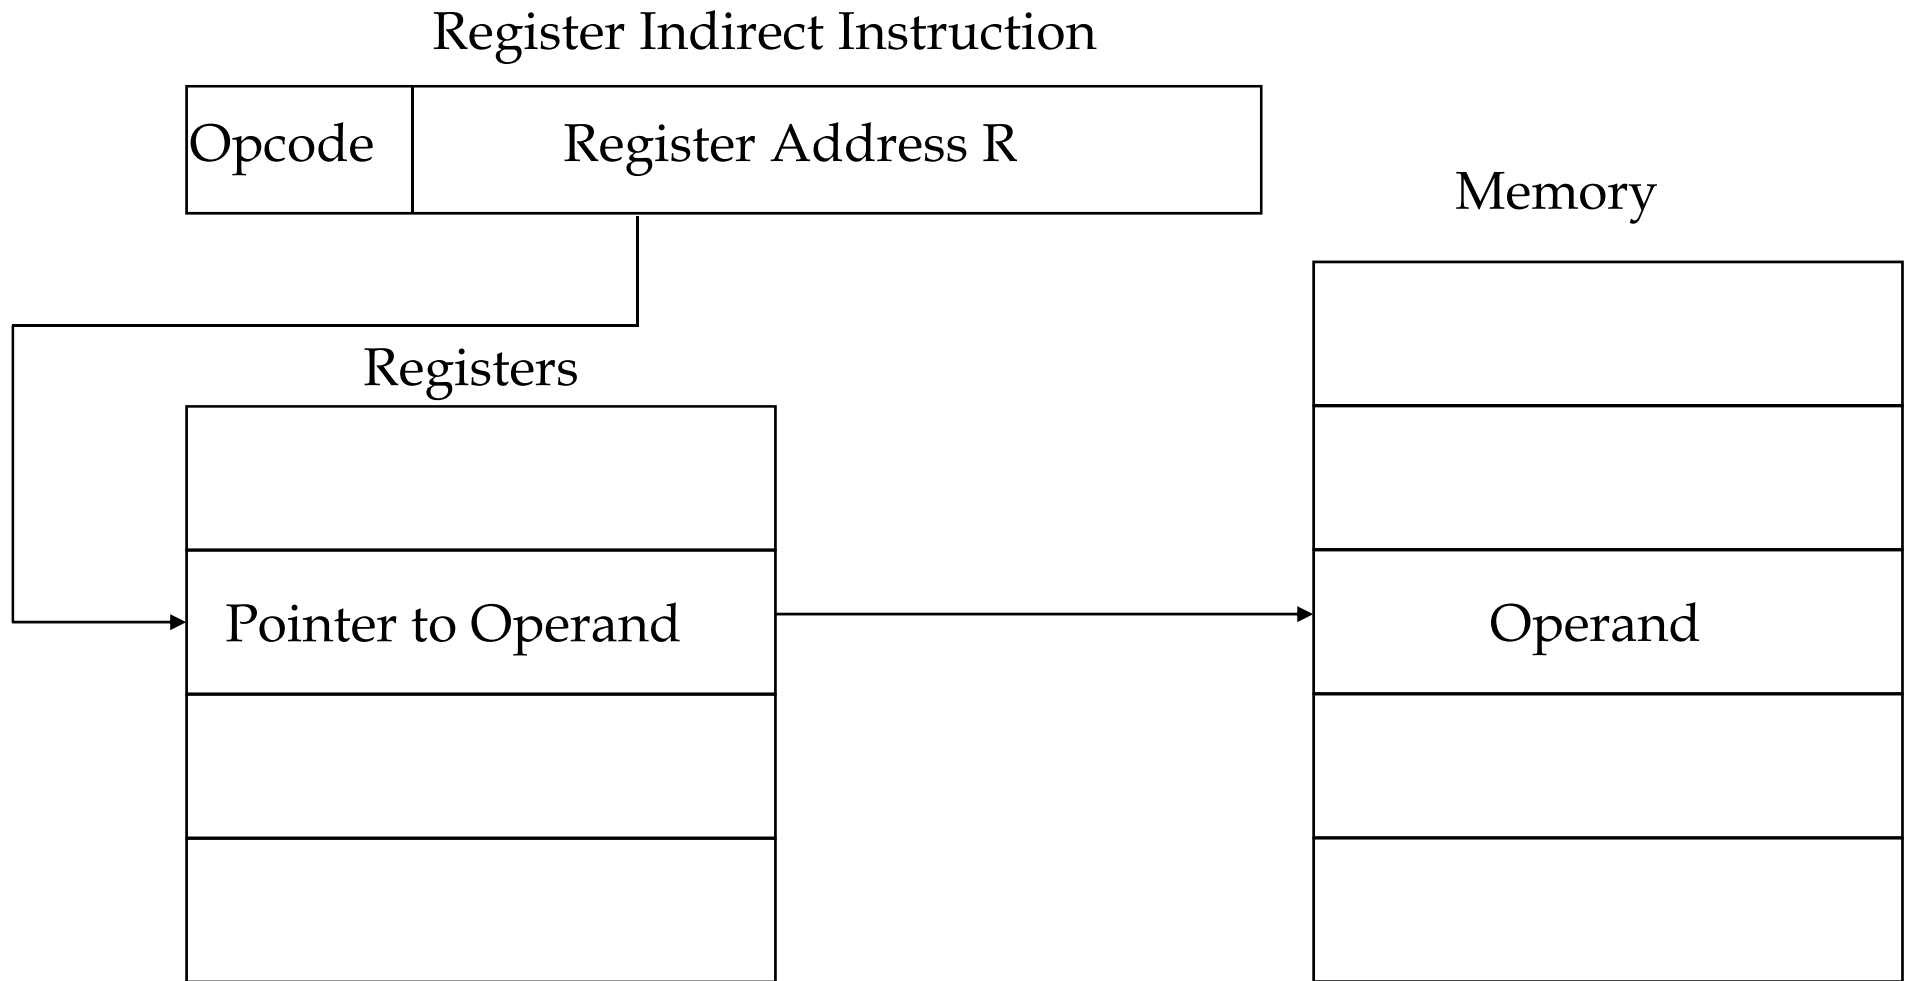 Register Indirect Instruction
Opcode
Register Address R
Memory
Registers
Pointer to Operand
Operand